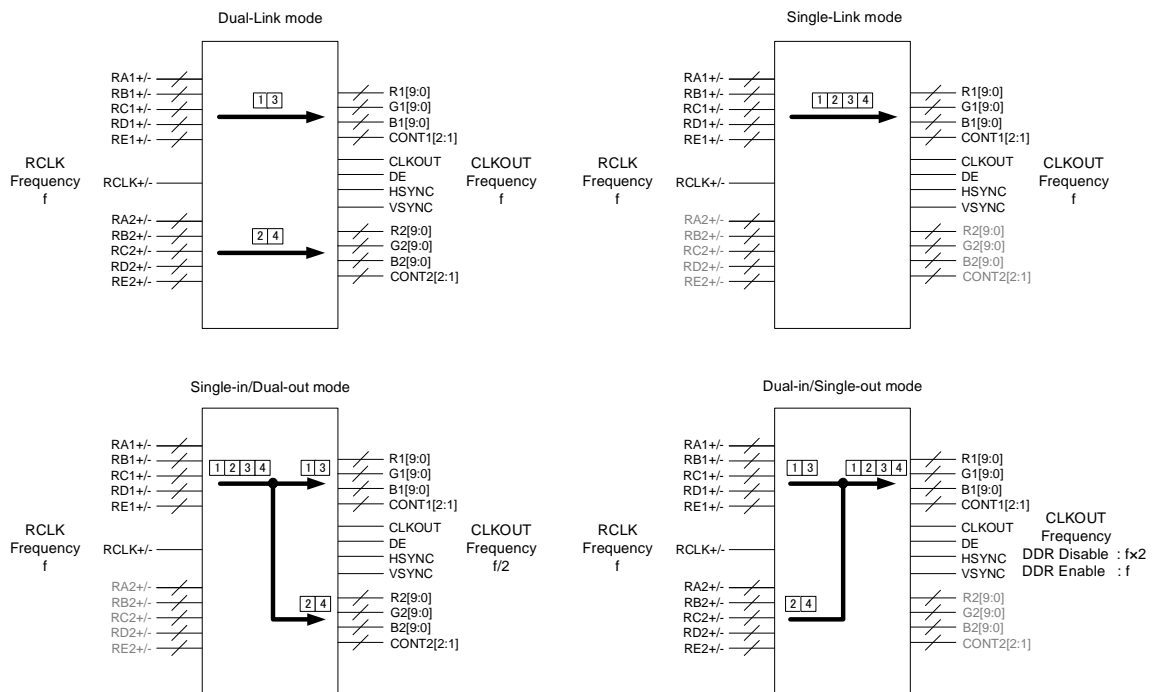 Dual-Link mode
RA1+/-
RB1+/-
RC1+/-
RD1+/-
RE1+/-
RCLK
Frequency
f
RCLK+/-
RA2+/-
RB2+/-
RC2+/-
RD2+/-
RE2+/-
1 3
2 4
R1[9:0]
G1[9:0]
B1[9:0]
CONT1[2:1]
CLKOUT
DE
HSYNC
VSYNC
CLKOUT
Frequency
f
R2[9:0]
G2[9:0]
B2[9:0]
CONT2[2:1]
Single-Link mode
RA1+/-
RB1+/-
RC1+/-
RD1+/-
RE1+/-
RCLK
Frequency
f
RCLK+/-
RA2+/-
RB2+/-
RC2+/-
RD2+/-
RE2+/-
1 2 3 4
R1[9:0]
G1[9:0]
B1[9:0]
CONT1[2:1]
CLKOUT
DE
HSYNC
VSYNC
CLKOUT
Frequency
f
R2[9:0]
G2[9:0]
B2[9:0]
CONT2[2:1]
Single-in/Dual-out mode
RA1+/-
RB1+/-
RC1+/-
RD1+/-
RE1+/-
RCLK
Frequency
f
RCLK+/-
RA2+/-
RB2+/-
RC2+/-
RD2+/-
RE2+/-
1 2 3 4
1 3
2 4
R1[9:0]
G1[9:0]
B1[9:0]
CONT1[2:1]
CLKOUT
DE
HSYNC
VSYNC
CLKOUT
Frequency
f/2
R2[9:0]
G2[9:0]
B2[9:0]
CONT2[2:1]
Dual-in/Single-out mode
RA1+/-
RB1+/-
RC1+/-
RD1+/-
RE1+/-
RCLK
Frequency
f
RCLK+/-
RA2+/-
RB2+/-
RC2+/-
RD2+/-
RE2+/-
1 3
1 2 3 4
2 4
R1[9:0]
G1[9:0]
B1[9:0]
CONT1[2:1]
CLKOUT
DE
HSYNC
VSYNC
CLKOUT
Frequency
DDR Disable : f×2
DDR Enable : f
R2[9:0]
G2[9:0]
B2[9:0]
CONT2[2:1]